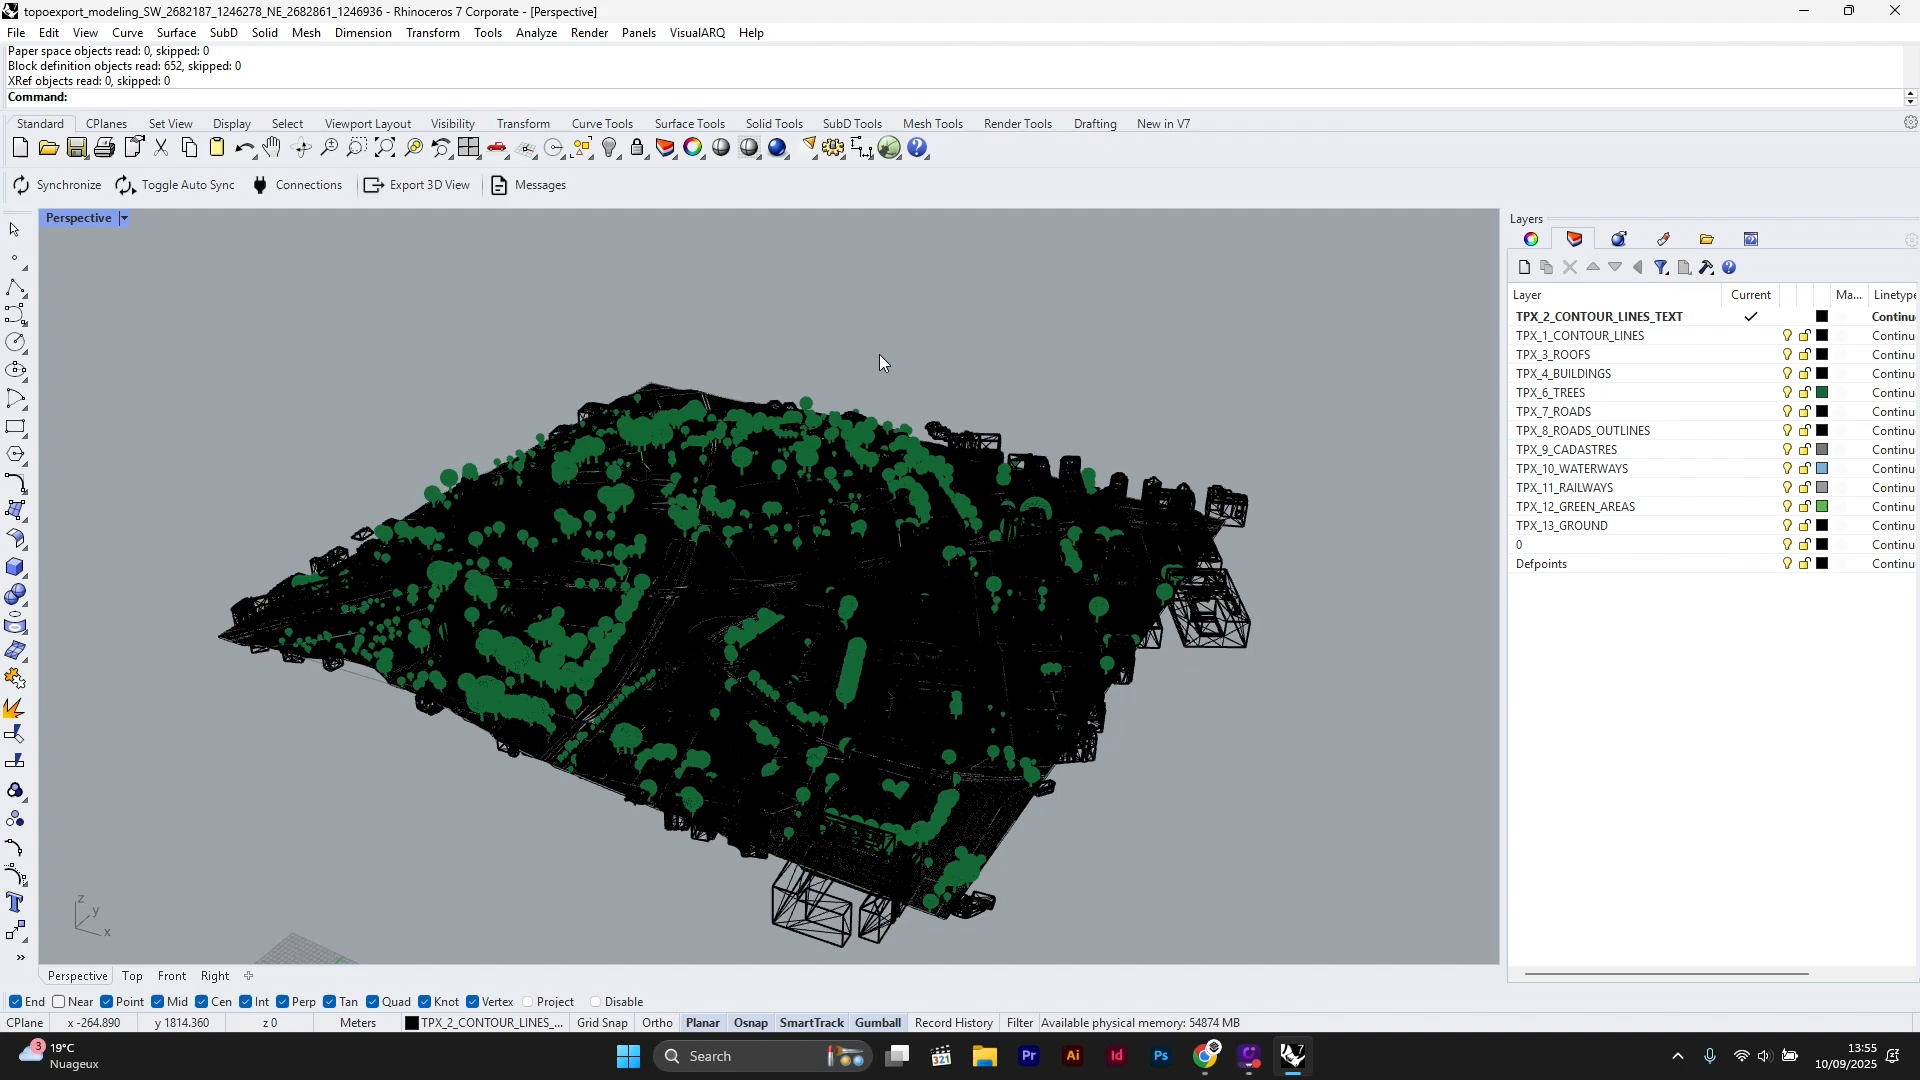 topoexport_modeling_SW_2682187_1246278_NE_2682861_1246936 - Rhinoceros 7 Corporate - [Perspective]
File Edit View Curve Surface SubD Solid Mesh Dimension Transform Tools Analyze Render Panels VisualARQ Help
Paper space objects read: 0, skipped: 0
Block definition objects read: 652, skipped: 0
XRef objects read: 0, skipped: 0
Command:
Standard CPlanes Set View Display Select Viewport Layout Visibility Transform Curve Tools Surface Tools Solid Tools SubD Tools Mesh Tools Render Tools Drafting New in V7
Synchronize Toggle Auto Sync Connections Export 3D View Messages
Perspective
Layers
Layer Current Ma... Linetype
TPX_2_CONTOUR_LINES_TEXT Continu
TPX_1_CONTOUR_LINES Continu
TPX_3_ROOFS Continu
TPX_4_BUILDINGS Continu
TPX_6_TREES Continu
TPX_7_ROADS Continu
TPX_8_ROADS_OUTLINES Continu
TPX_9_CADASTRES Continu
TPX_10_WATERWAYS Continu
TPX_11_RAILWAYS Continu
TPX_12_GREEN_AREAS Continu
TPX_13_GROUND Continu
0 Continu
Defpoints Continu
z
y
x
Perspective Top Front Right
End Near Point Mid Cen Int Perp Tan Quad Knot Vertex Project Disable
CPlane x -264.890 y 1814.360 z 0 Meters TPX_2_CONTOUR_LINES_... Grid Snap Ortho Planar Osnap SmartTrack Gumball Record History Filter Available physical memory: 54874 MB
3 19°C
Nuageux
Search
321
Pr Ai Id Ps
7
13:55
10/09/2025